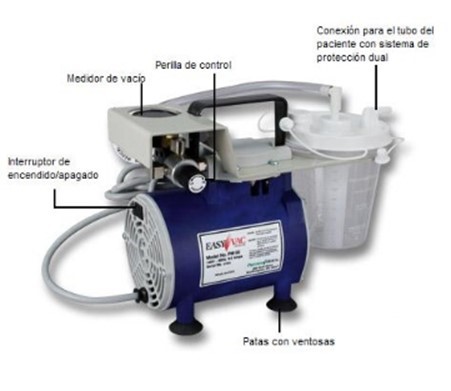 Conexión para el tubo del
paciente con sistema de
protección dual
Perilla de control
Medidor de vacío
Interruptor de
encendido/apagado
EASY VAC
Patas con ventosas